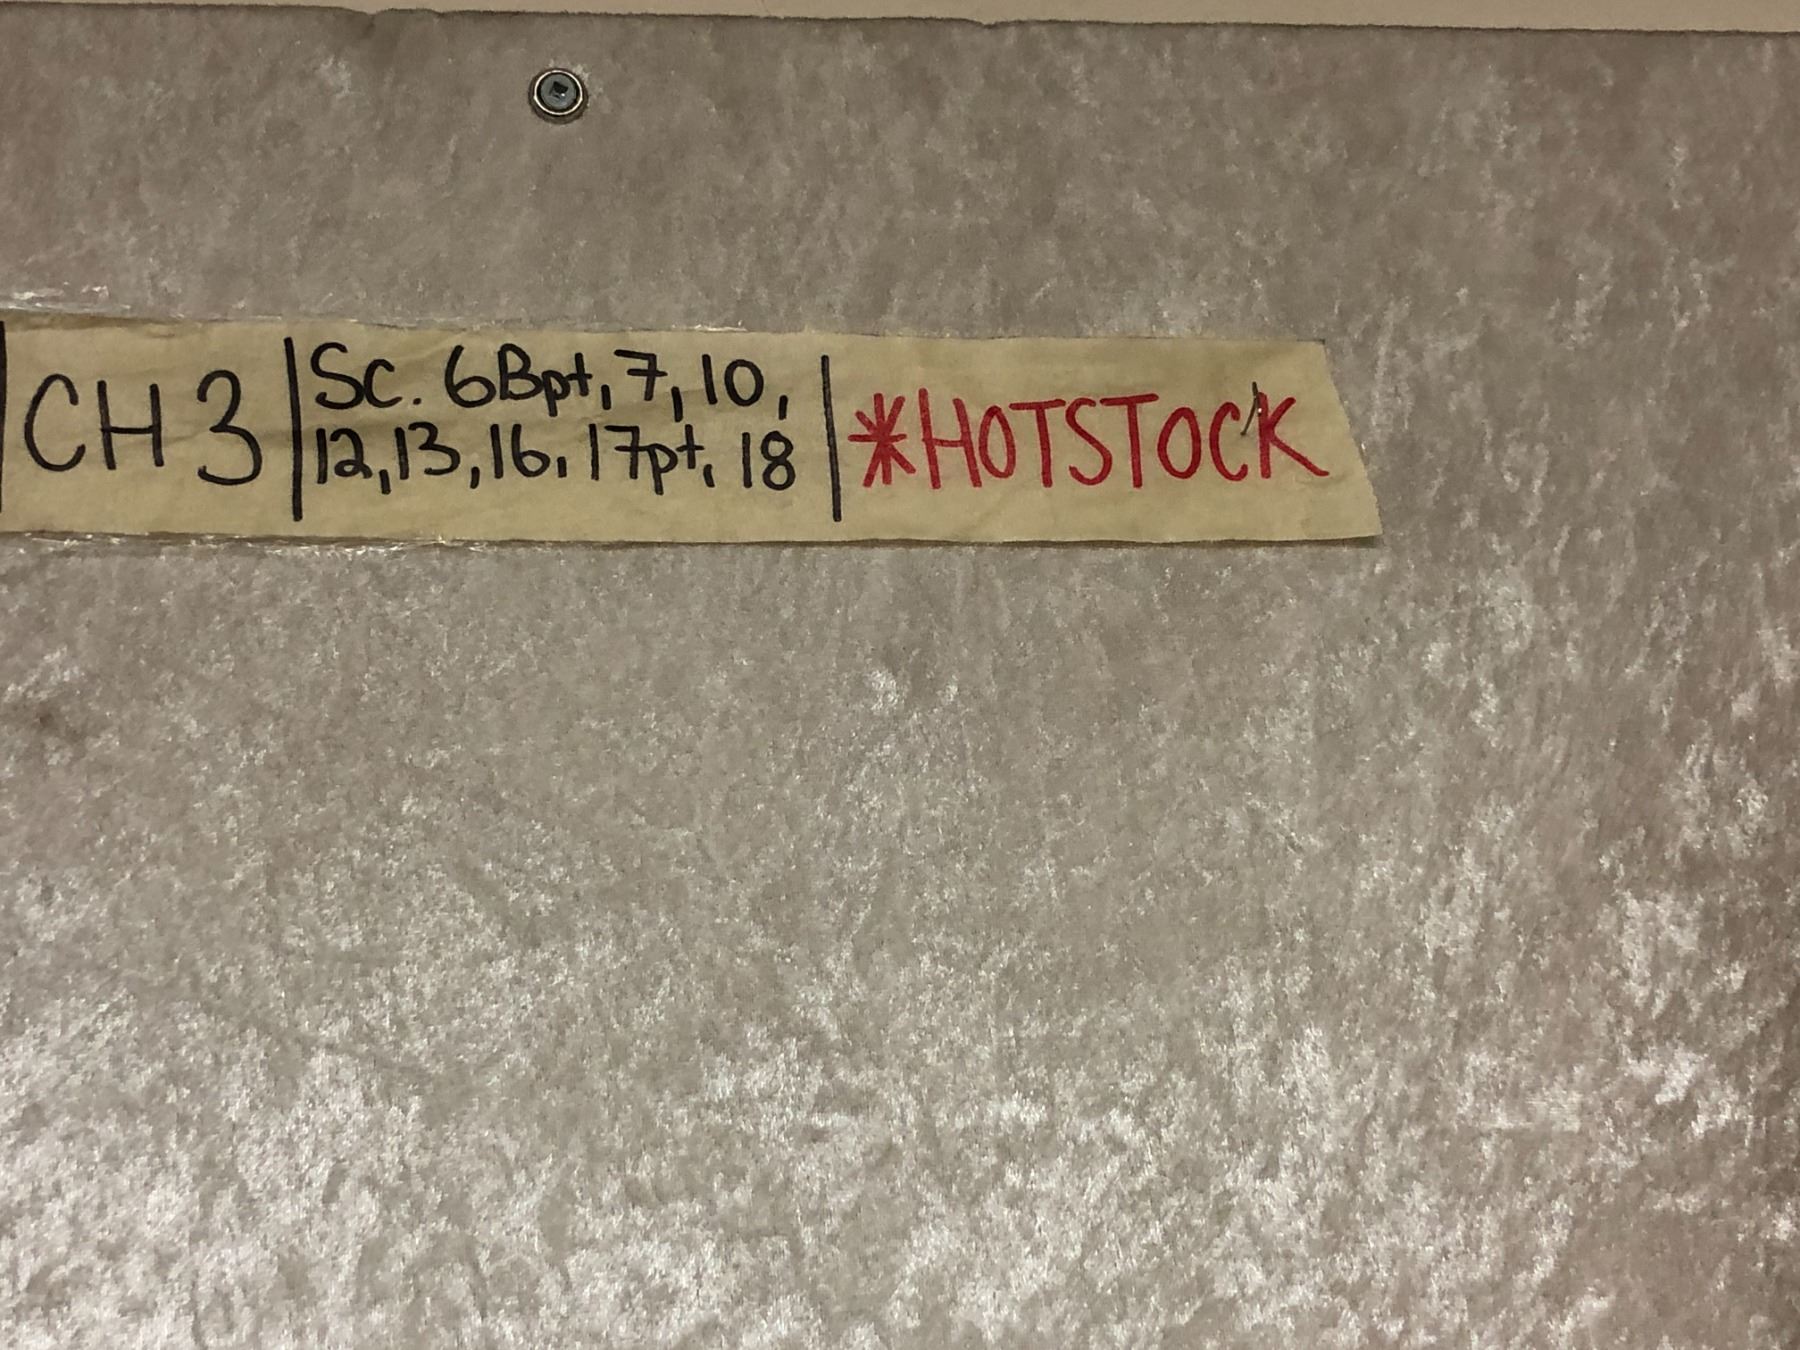 CH 3 | Sc. 6Bpt, 7, 10,
12, 13, 16, 17pt, 18 | *HOTSTOCK